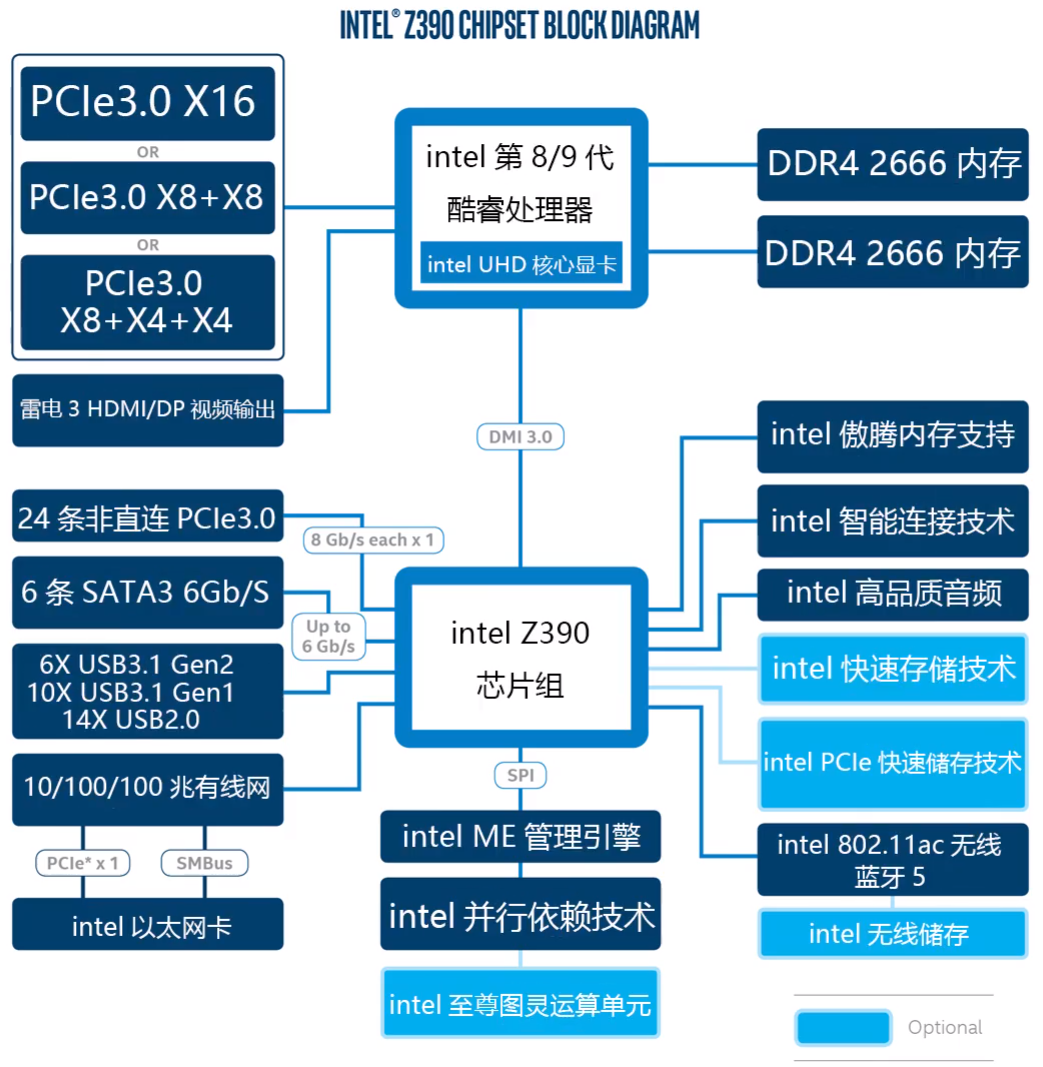 INTEL® Z390 CHIPSET BLOCK DIAGRAM
PCIe3.0 X16
OR
PCIe3.0 X8+X8
OR
PCIe3.0
X8+X4+X4
雷电 3 HDMI/DP 视频输出
intel 第 8/9 代
酷睿处理器
intel UHD 核心显卡
DDR4 2666 内存
DDR4 2666 内存
DMI 3.0
24 条非直连 PCIe3.0
8 Gb/s each x 1
6 条 SATA3 6Gb/S
Up to
6 Gb/s
6X USB3.1 Gen2
10X USB3.1 Gen1
14X USB2.0
10/100/100 兆有线网
PCIe* x 1
SMBus
intel 以太网卡
intel Z390
芯片组
SPI
intel ME 管理引擎
intel 并行依赖技术
intel 至尊图灵运算单元
intel 傲腾内存支持
intel 智能连接技术
intel 高品质音频
intel 快速存储技术
intel PCIe 快速储存技术
intel 802.11ac 无线
蓝牙 5
intel 无线储存
Optional